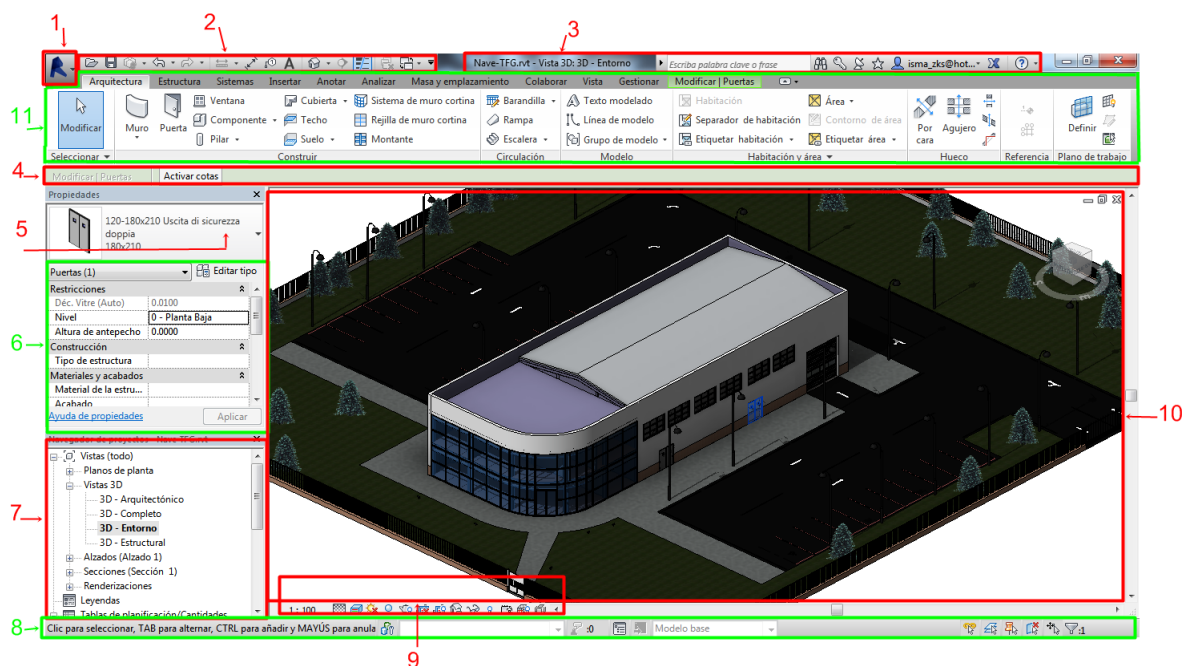 1
2
3
Nave-TFG.rvt - Vista 3D: 3D - Entorno
Escriba palabra clave o frase
isma_zks@hot...
Arquitectura Estructura Sistemas Insertar Anotar Analizar Masa y emplazamiento Colaborar Vista Gestionar Modificar | Puertas
11
Modificar
Muro
Puerta
Ventana
Componente
Pilar
Cubierta
Techo
Suelo
Sistema de muro cortina
Rejilla de muro cortina
Montante
Barandilla
Rampa
Escalera
Texto modelado
Línea de modelo
Grupo de modelo
Habitación
Separador de habitación
Etiquetar habitación
Área
Contorno de área
Etiquetar área
Por cara
Agujero
Definir
Seleccionar Construir Circulación Modelo Habitación y área Hueco Referencia Plano de trabajo
4
Modificar | Puertas Activar cotas
Propiedades
5
120-180x210 Uscita di sicurezza
doppia
180x210
Puertas (1) Editar tipo
Restricciones
Déc. Vitre (Auto) 0.0100
Nivel 0 - Planta Baja
Altura de antepecho 0.0000
6
Construcción
Tipo de estructura
Materiales y acabados
Material de la estru...
Acabado
Ayuda de propiedades Aplicar
10
Navegador de proyectos - Nave-TFG.rvt
Vistas (todo)
Planos de planta
Vistas 3D
3D - Arquitectónico
7
3D - Completo
3D - Entorno
3D - Estructural
Alzados (Alzado 1)
Secciones (Sección 1)
Renderizaciones
Leyendas
Tablas de planificación/Cantidades
1 : 100
8
Clic para seleccionar, TAB para alternar, CTRL para añadir y MAYÚS para anula
:0
Modelo base
:1
9